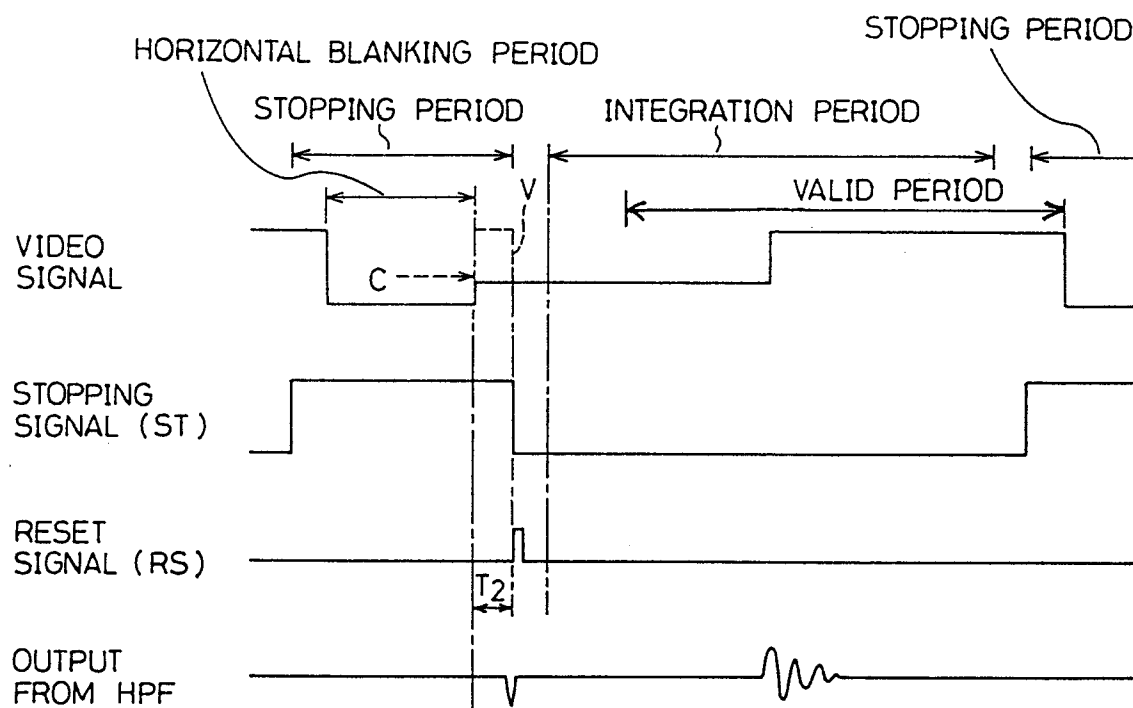 STOPPING PERIOD
HORIZONTAL BLANKING PERIOD
STOPPING PERIOD
INTEGRATION PERIOD
V
VALID PERIOD
VIDEO
SIGNAL
C
STOPPING
SIGNAL (ST)
RESET
SIGNAL (RS)
T2
OUTPUT
FROM HPF